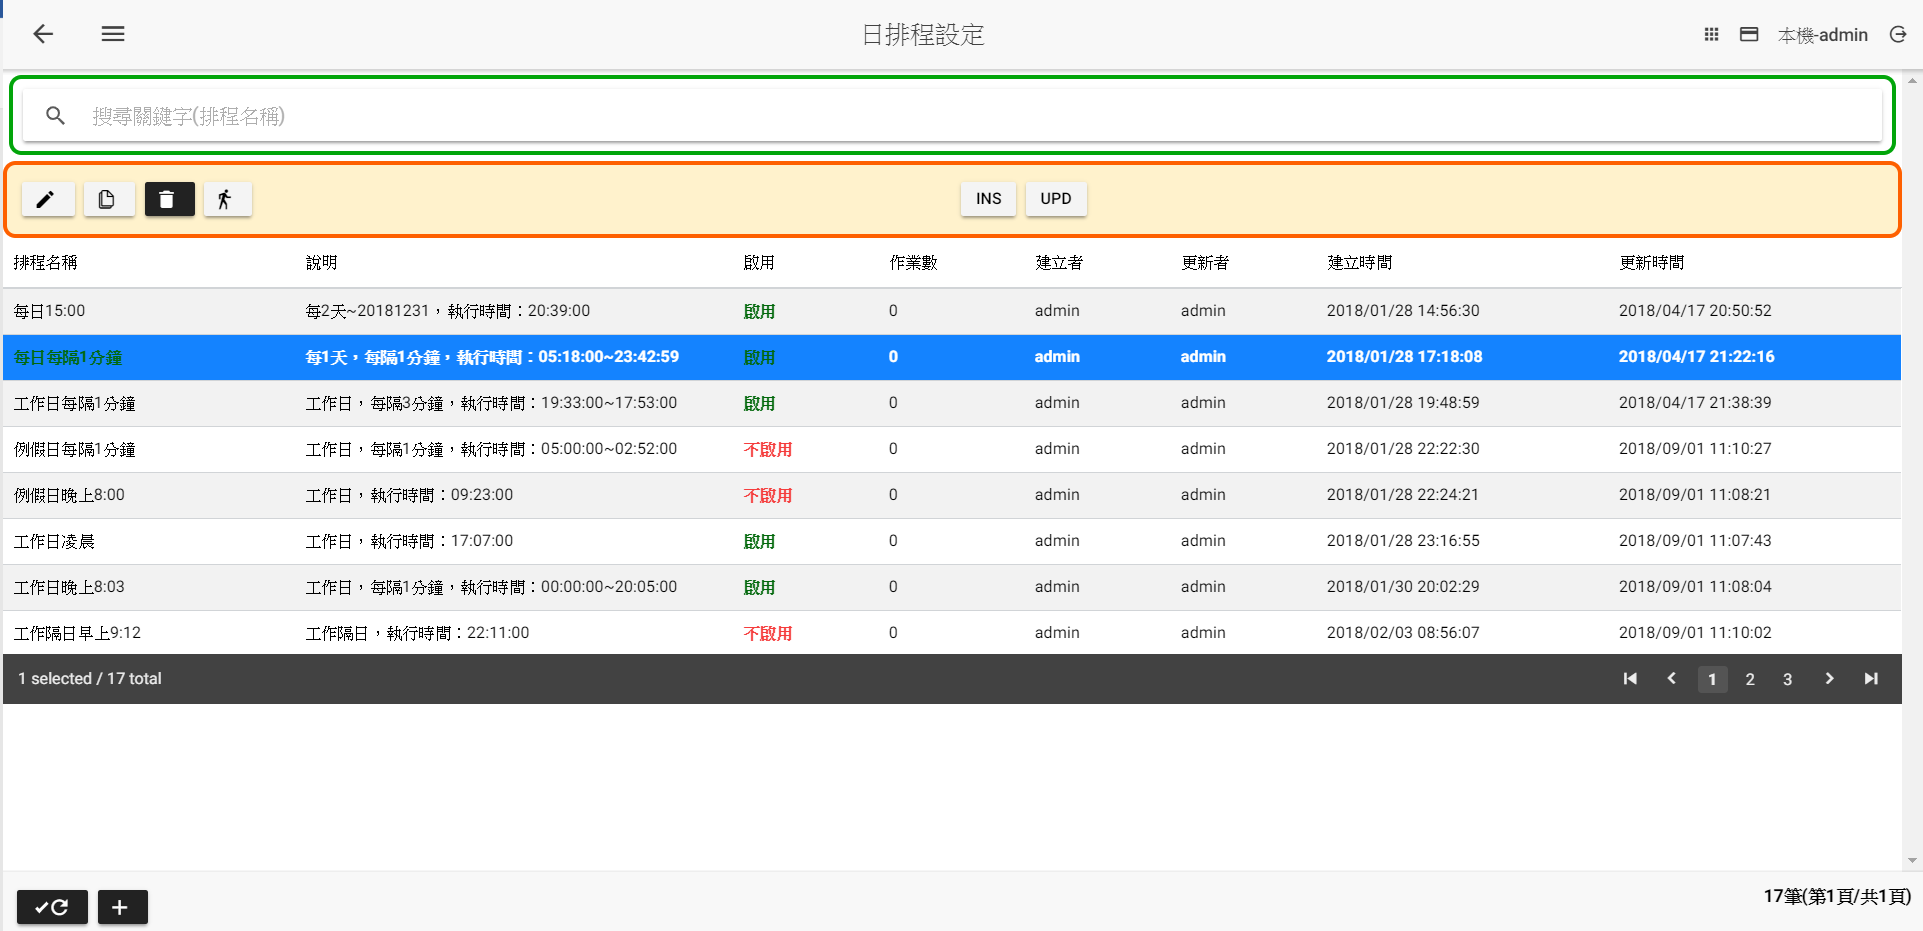 日排程設定
本機-admin
搜尋關鍵字(排程名稱)
INS UPD
排程名稱 說明 啟用 作業數 建立者 更新者 建立時間 更新時間
每日15:00 每2天~20181231，執行時間：20:39:00 啟用 0 admin admin 2018/01/28 14:56:30 2018/04/17 20:50:52
每日每隔1分鐘 每1天，每隔1分鐘，執行時間：05:18:00~23:42:59 啟用 0 admin admin 2018/01/28 17:18:08 2018/04/17 21:22:16
工作日每隔1分鐘 工作日，每隔3分鐘，執行時間：19:33:00~17:53:00 啟用 0 admin admin 2018/01/28 19:48:59 2018/04/17 21:38:39
例假日每隔1分鐘 工作日，每隔1分鐘，執行時間：05:00:00~02:52:00 不啟用 0 admin admin 2018/01/28 22:22:30 2018/09/01 11:10:27
例假日晚上8:00 工作日，執行時間：09:23:00 不啟用 0 admin admin 2018/01/28 22:24:21 2018/09/01 11:08:21
工作日凌晨 工作日，執行時間：17:07:00 啟用 0 admin admin 2018/01/28 23:16:55 2018/09/01 11:07:43
工作日晚上8:03 工作日，每隔1分鐘，執行時間：00:00:00~20:05:00 啟用 0 admin admin 2018/01/30 20:02:29 2018/09/01 11:08:04
工作隔日早上9:12 工作隔日，執行時間：22:11:00 不啟用 0 admin admin 2018/02/03 08:56:07 2018/09/01 11:10:02
1 selected / 17 total 1 2 3
17筆(第1頁/共1頁)